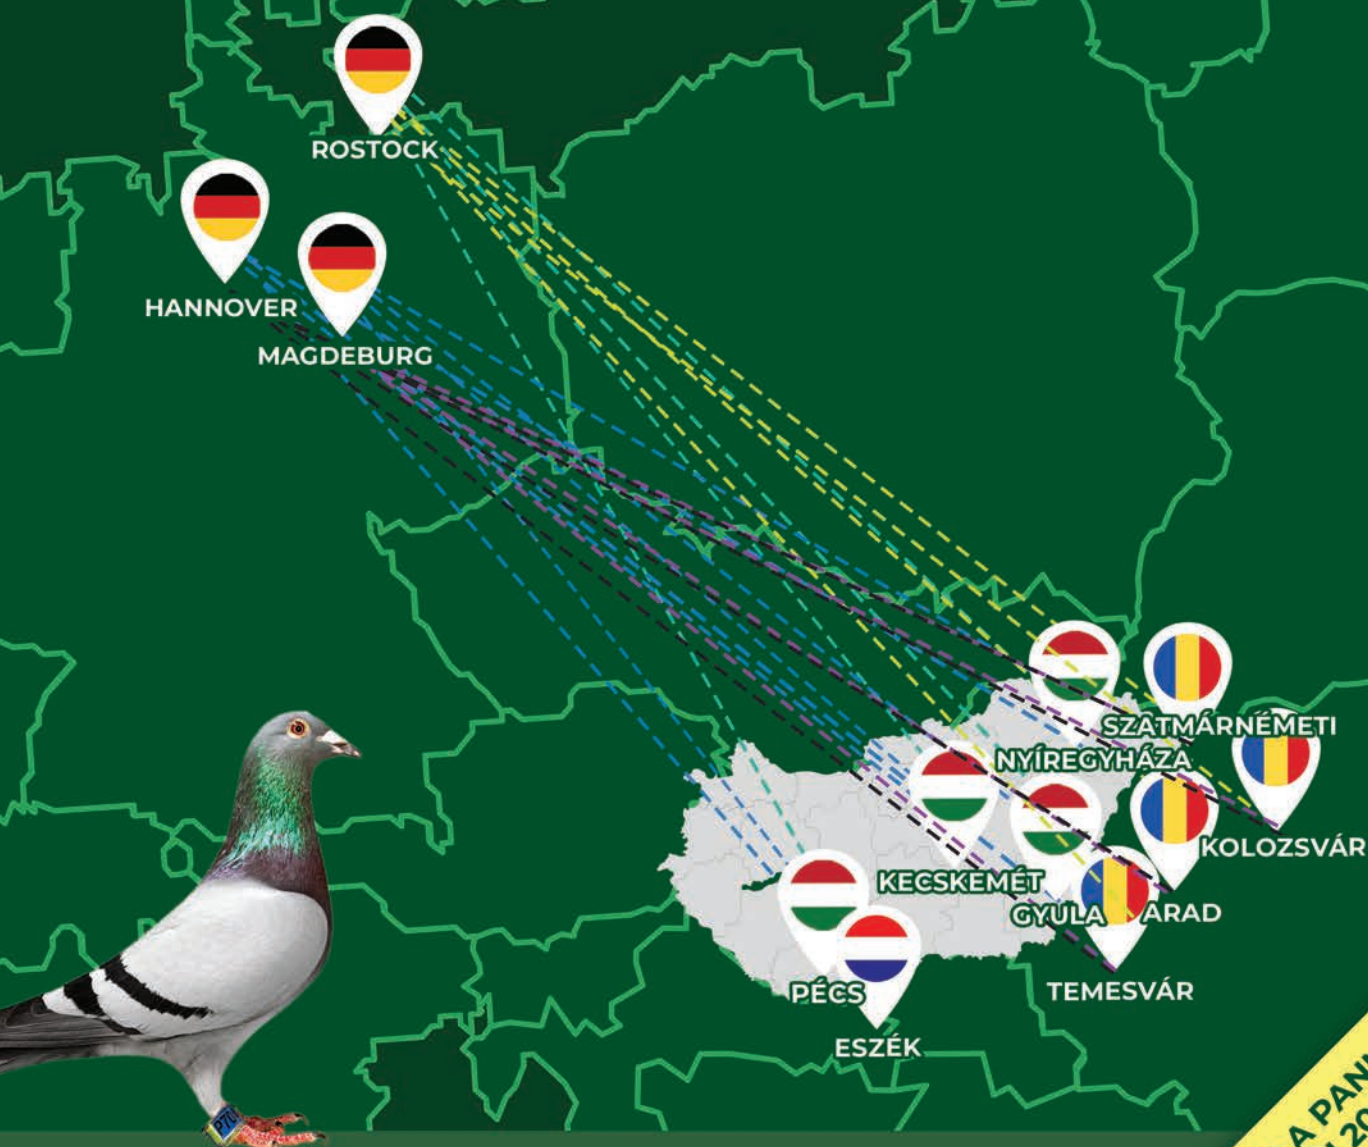 ROSTOCK
HANNOVER
MAGDEBURG
SZATMÁRNÉMETI
NYÍREGYHÁZA
KOLOZSVÁR
KECSKEMÉT
GYULA
ARAD
PÉCS
TEMESVÁR
ESZÉK